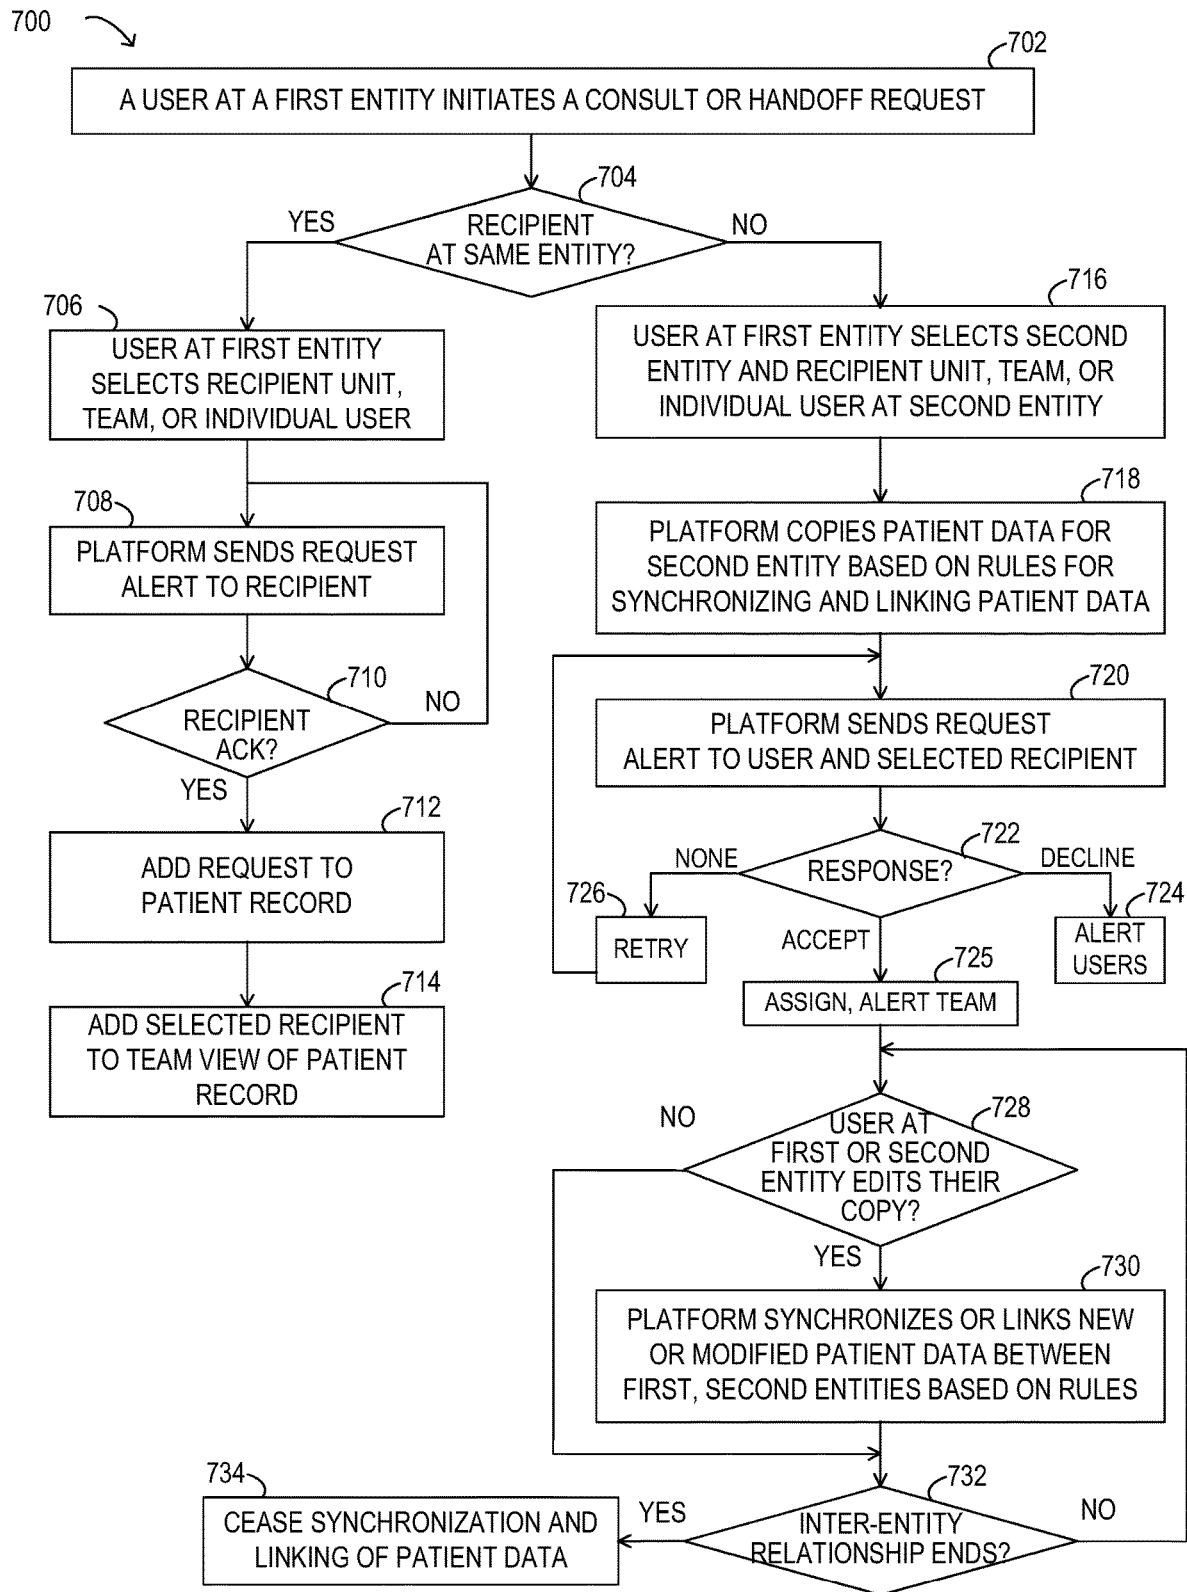 700
702
A USER AT A FIRST ENTITY INITIATES A CONSULT OR HANDOFF REQUEST
704
YES
RECIPIENT
AT SAME ENTITY?
NO
706
USER AT FIRST ENTITY
SELECTS RECIPIENT UNIT,
TEAM, OR INDIVIDUAL USER
708
PLATFORM SENDS REQUEST
ALERT TO RECIPIENT
710
RECIPIENT
ACK?
NO
YES
712
ADD REQUEST TO
PATIENT RECORD
714
ADD SELECTED RECIPIENT
TO TEAM VIEW OF PATIENT
RECORD
716
USER AT FIRST ENTITY SELECTS SECOND
ENTITY AND RECIPIENT UNIT, TEAM, OR
INDIVIDUAL USER AT SECOND ENTITY
718
PLATFORM COPIES PATIENT DATA FOR
SECOND ENTITY BASED ON RULES FOR
SYNCHRONIZING AND LINKING PATIENT DATA
720
PLATFORM SENDS REQUEST
ALERT TO USER AND SELECTED RECIPIENT
722
NONE
RESPONSE?
DECLINE
726
RETRY
ACCEPT
724
ALERT
USERS
725
ASSIGN, ALERT TEAM
728
NO
USER AT
FIRST OR SECOND
ENTITY EDITS THEIR
COPY?
YES
730
PLATFORM SYNCHRONIZES OR LINKS NEW
OR MODIFIED PATIENT DATA BETWEEN
FIRST, SECOND ENTITIES BASED ON RULES
732
YES
INTER-ENTITY
RELATIONSHIP ENDS?
NO
734
CEASE SYNCHRONIZATION AND
LINKING OF PATIENT DATA